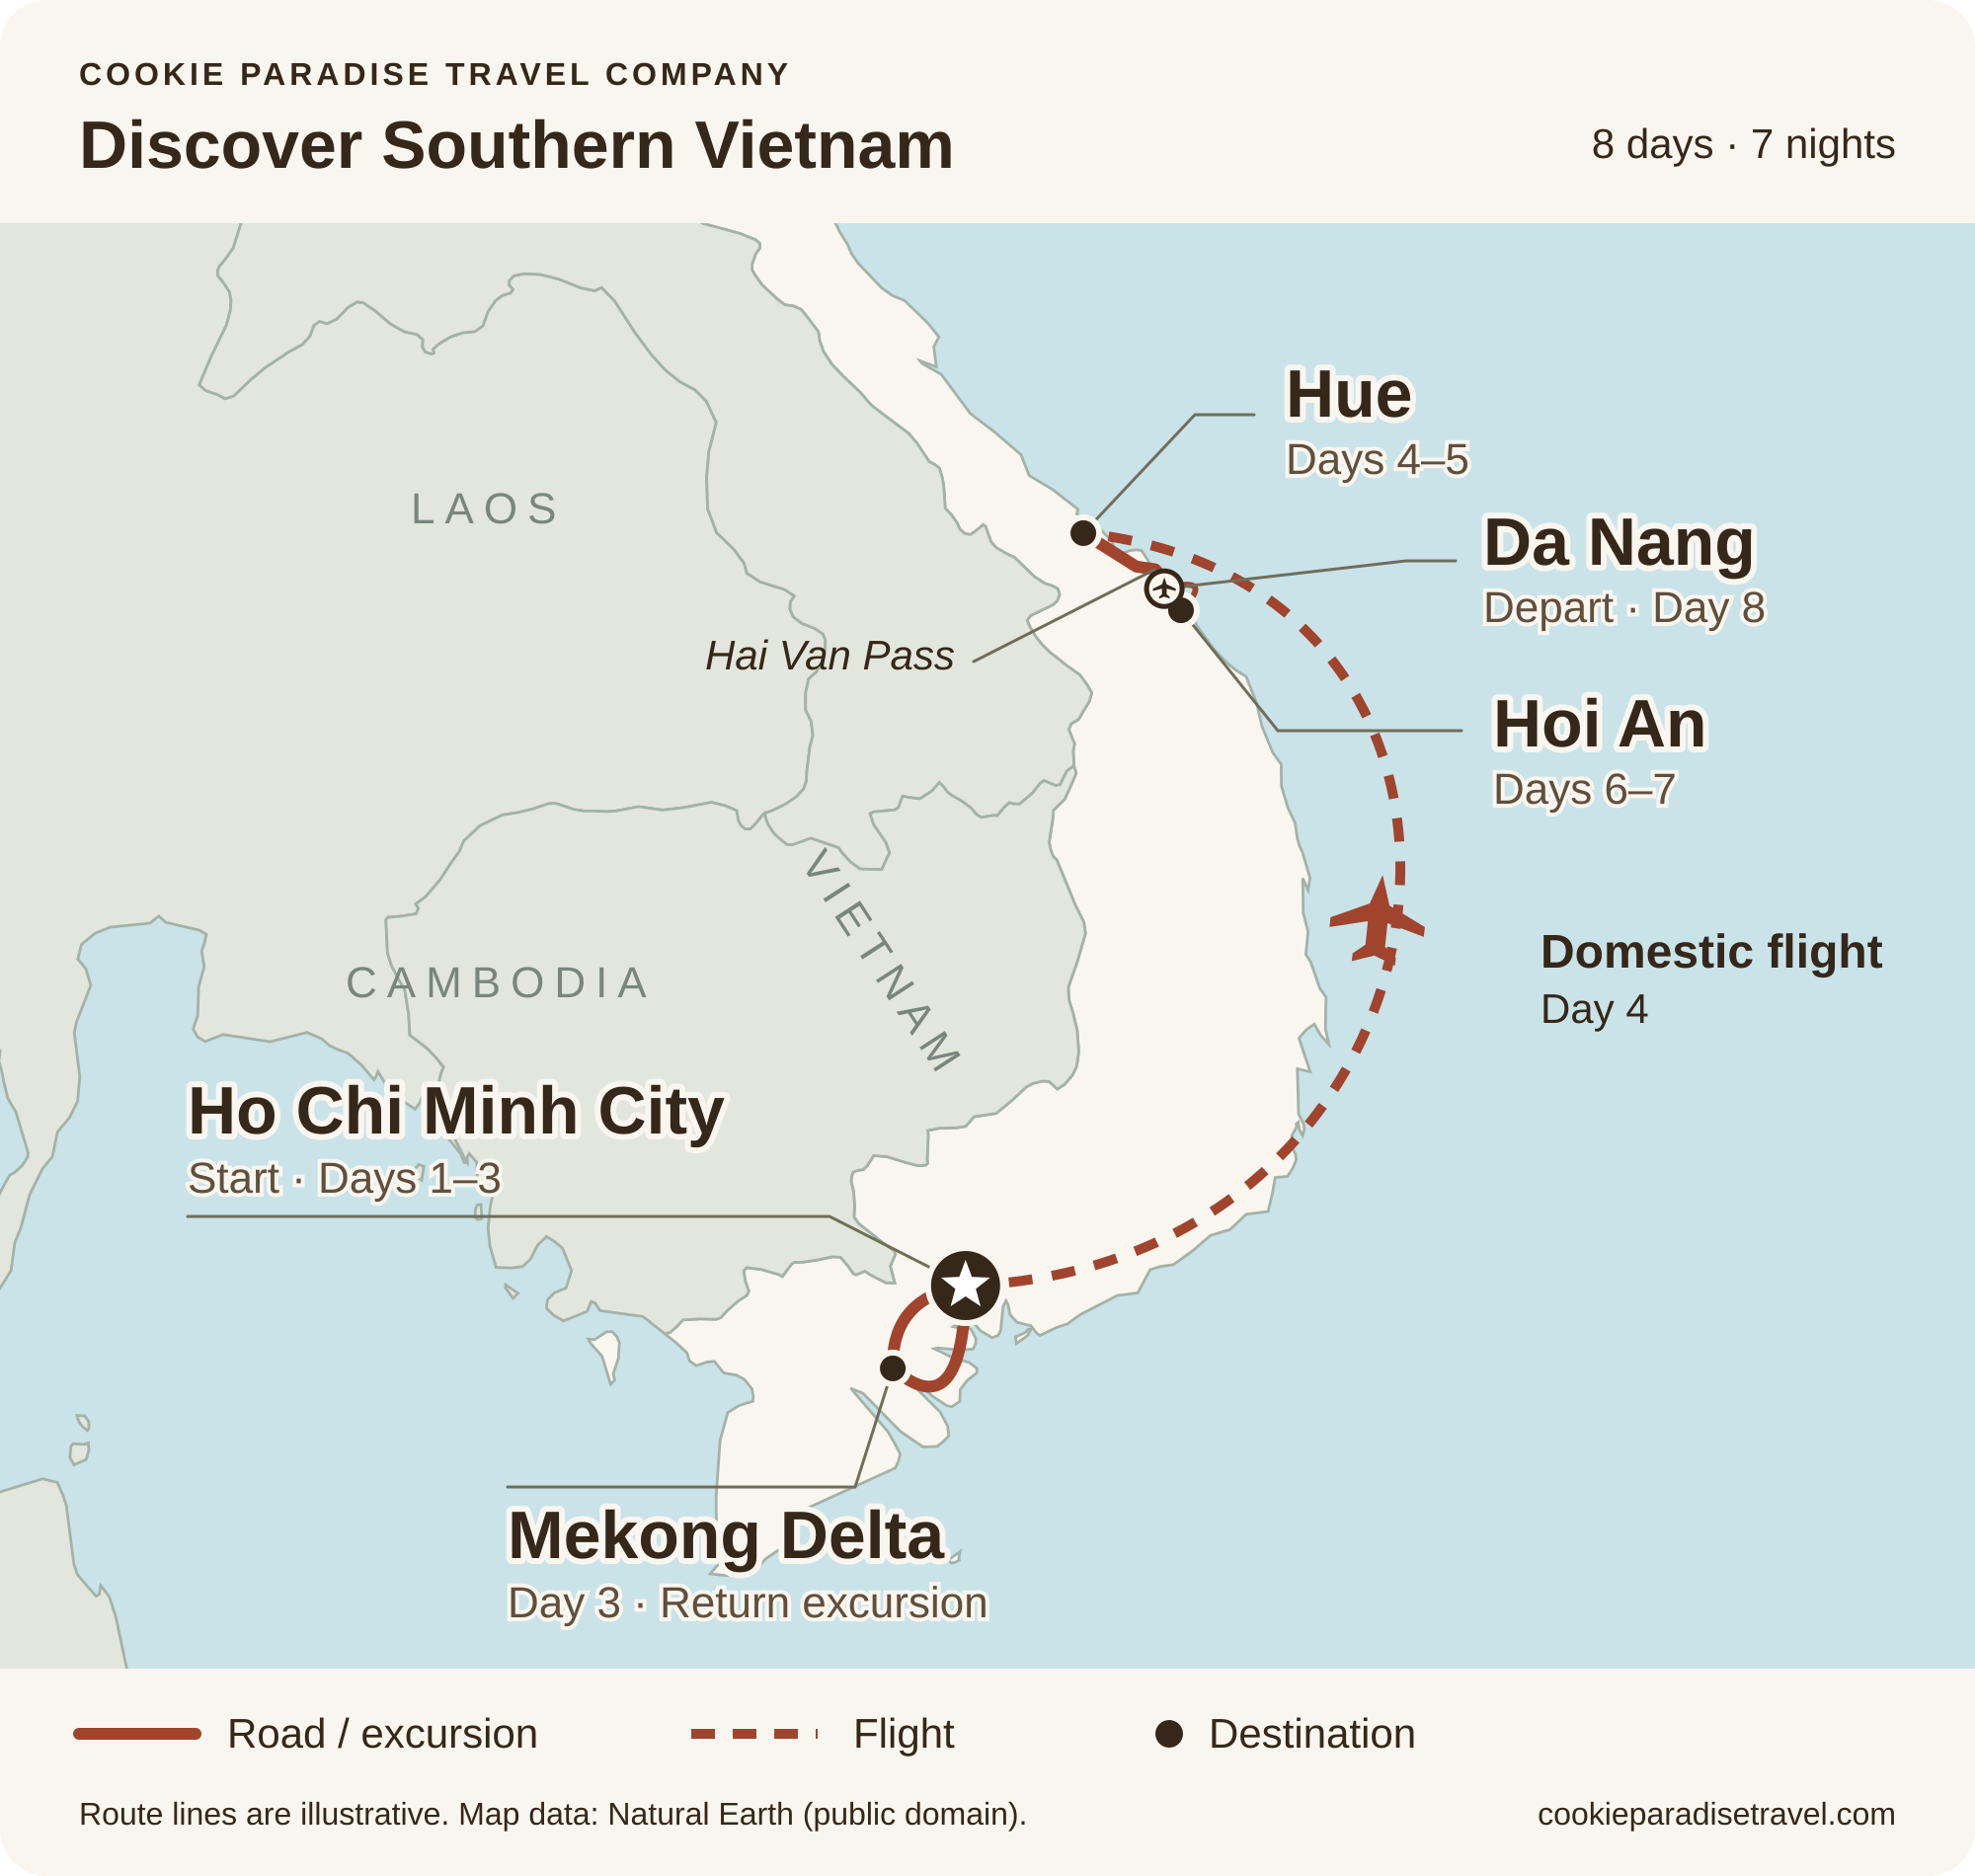 COOKIE PARADISE TRAVEL COMPANY
Discover Southern Vietnam
8 days · 7 nights
Hue
Days 4–5
LAOS
Da Nang
Depart · Day 8
Hai Van Pass
Hoi An
Days 6–7
VIETNAM
CAMBODIA
Domestic flight
Day 4
Ho Chi Minh City
Start · Days 1–3
Mekong Delta
Day 3 · Return excursion
Road / excursion
Flight
Destination
Route lines are illustrative. Map data: Natural Earth (public domain).
cookieparadisetravel.com